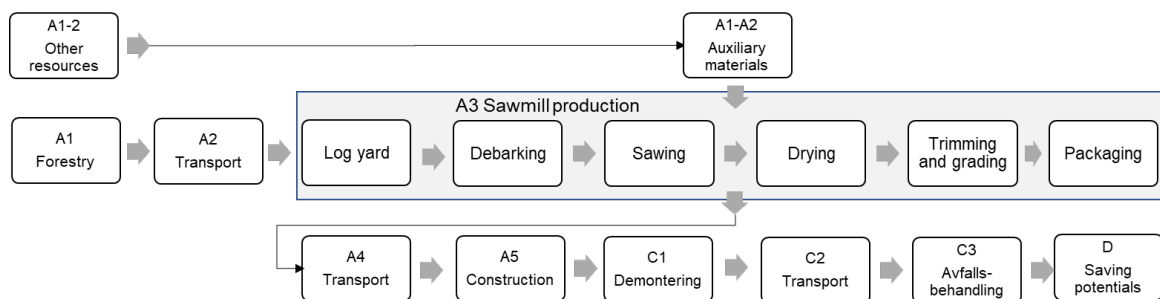 A1-2
Other
resources
A1-A2
Auxiliary
materials
A3 Sawmill production
A1
Forestry
A2
Transport
Log yard
Debarking
Sawing
Drying
Trimming
and grading
Packaging
A4
Transport
A5
Construction
C1
Demontering
C2
Transport
C3
Avfalls-
behandling
D
Saving
potentials